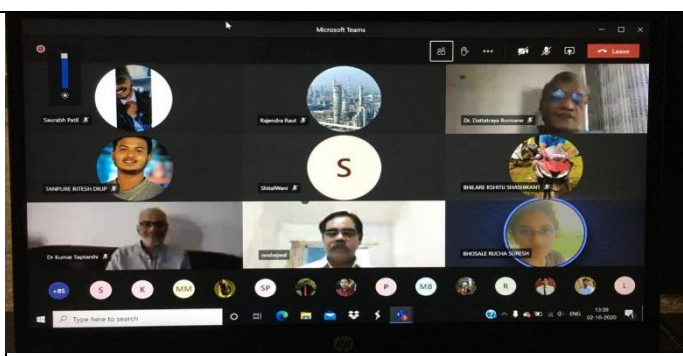 Microsoft Teams
Leave
Saurabh Patil
Rajendra Raut
Dr. Dattatraya Bormane
TANPURE RITESH DILIP
S
ShitalWani
BHILARE KSHITIJ SHASHIKANT
Dr Kumar Saptarshi
BHOSALE RUCHA SURESH
+85 S K MM SP P MB R L
Type here to search
ENG
13:39
02-10-2020
hp